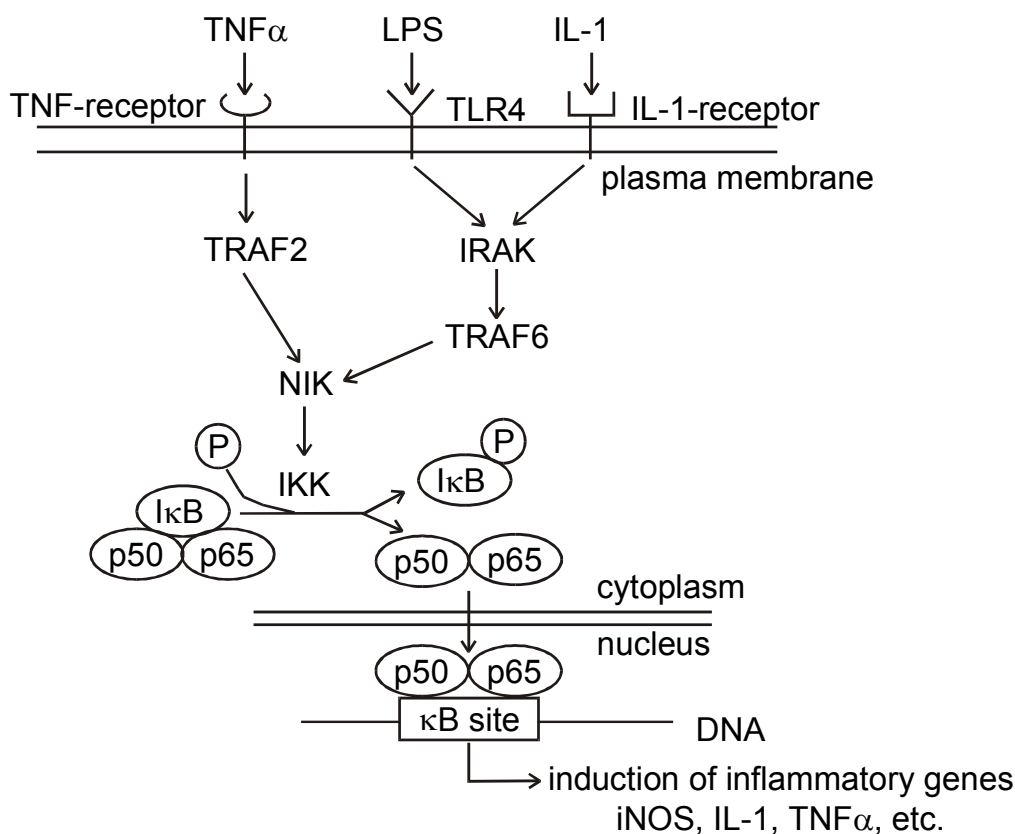 TNFα
LPS
IL-1
TNF-receptor
TLR4
IL-1-receptor
plasma membrane
TRAF2
IRAK
TRAF6
NIK
P
P
IκB
IKK
IκB
p50
p65
p50
p65
cytoplasm
nucleus
p50
p65
κB site
DNA
induction of inflammatory genes
iNOS, IL-1, TNFα, etc.